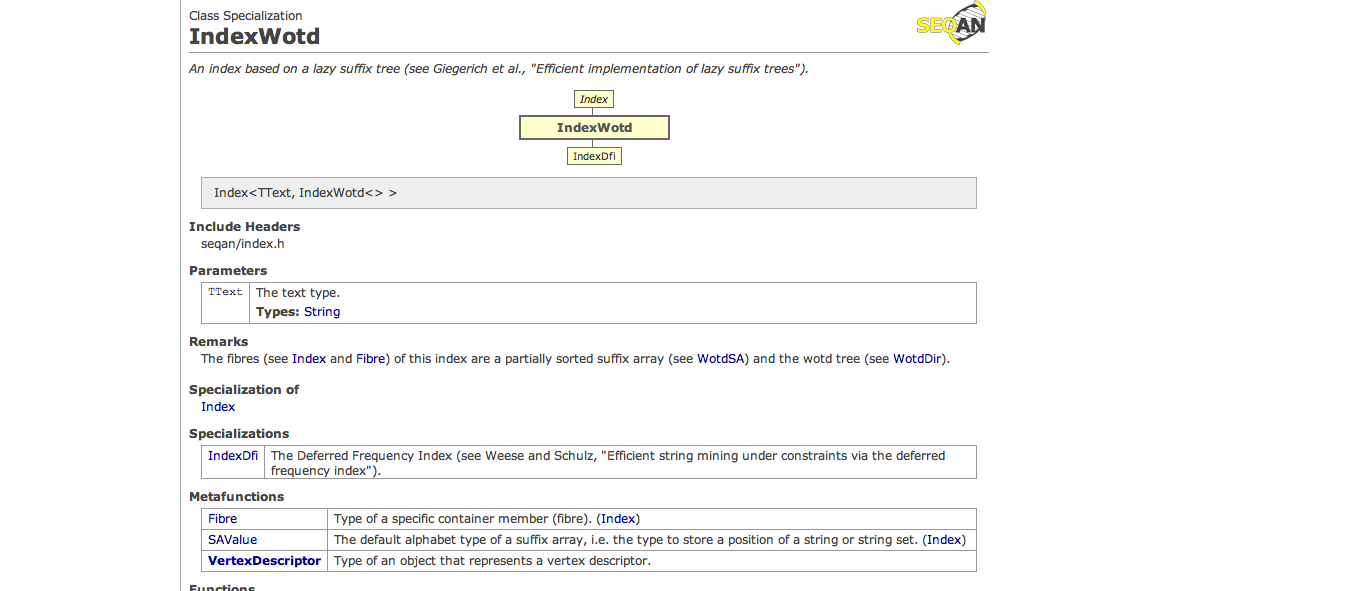 Class Specialization
SEQAN
IndexWotd
An index based on a lazy suffix tree (see Giegerich et al., "Efficient implementation of lazy suffix trees").
Index
IndexWotd
IndexDfi
Index<TText, IndexWotd<> >
Include Headers
seqan/index.h
Parameters
TText The text type.
Types: String
Remarks
The fibres (see Index and Fibre) of this index are a partially sorted suffix array (see WotdSA) and the wotd tree (see WotdDir).
Specialization of
Index
Specializations
IndexDfi The Deferred Frequency Index (see Weese and Schulz, "Efficient string mining under constraints via the deferred
frequency index").
Metafunctions
Fibre Type of a specific container member (fibre). (Index)
SAValue The default alphabet type of a suffix array, i.e. the type to store a position of a string or string set. (Index)
VertexDescriptor Type of an object that represents a vertex descriptor.
Functions